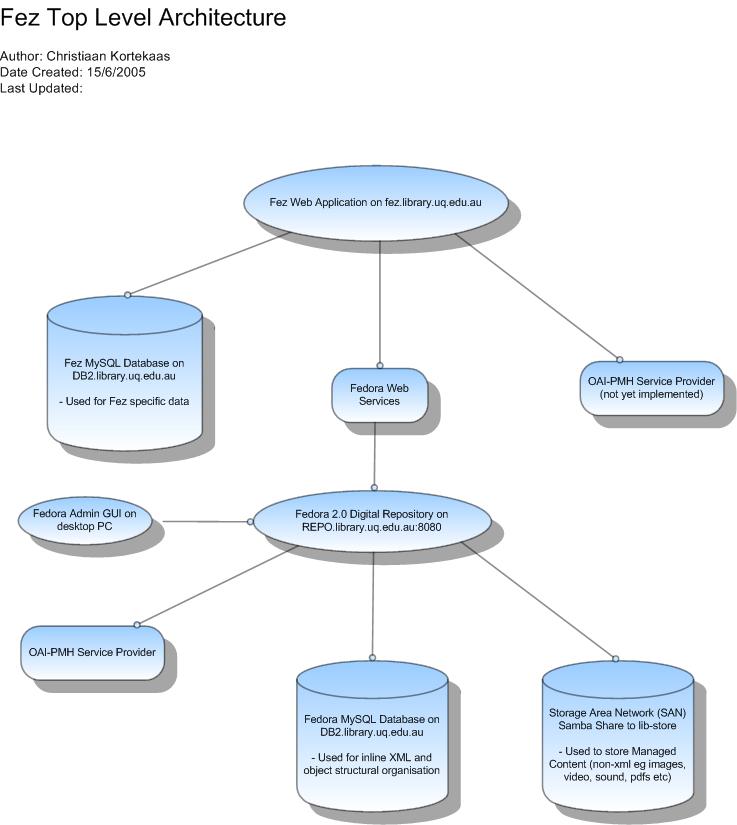 Fez Top Level Architecture
Author: Christiaan Kortekaas
Date Created: 15/6/2005
Last Updated:
Fez Web Application on fez.library.uq.edu.au
Fez MySQL Database on
DB2.library.uq.edu.au
- Used for Fez specific data
Fedora Web
Services
OAI-PMH Service Provider
(not yet implemented)
Fedora Admin GUI on
desktop PC
Fedora 2.0 Digital Repository on
REPO.library.uq.edu.au:8080
OAI-PMH Service Provider
Fedora MySQL Database on
DB2.library.uq.edu.au
- Used for inline XML and
object structural organisation
Storage Area Network (SAN)
Samba Share to lib-store
- Used to store Managed
Content (non-xml eg images,
video, sound, pdfs etc)